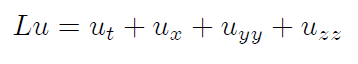 Lu = u_t + u_x + u_{yy} + u_{zz}